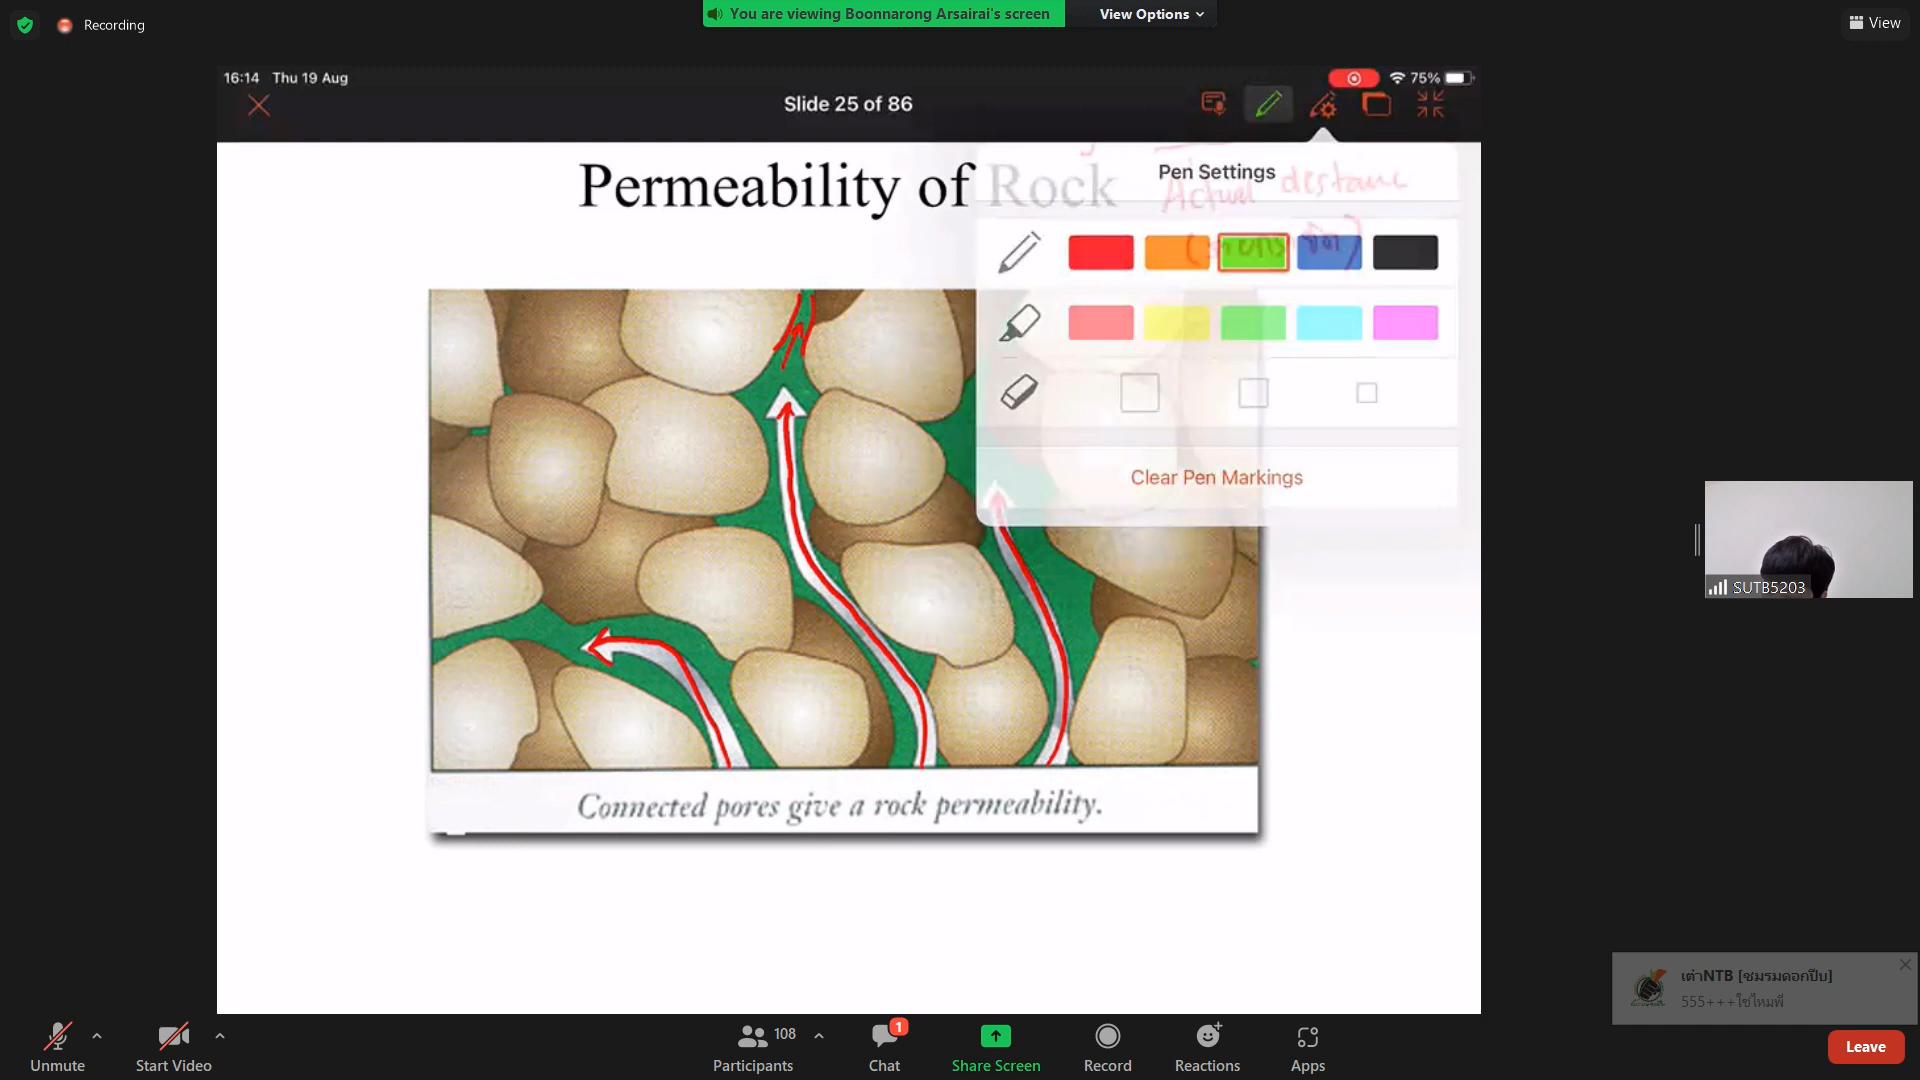 You are viewing Boonnarong Arsairai's screen
View Options
Recording
View
16:14 Thu 19 Aug
75%
Slide 25 of 86
Permeability of Rock
Pen Settings
Actual distanc
Clear Pen Markings
Connected pores give a rock permeability.
SUTB5203
เต่าNTB [ชมรมดอกปีบ]
555+++ใช่ไหมพี่
Unmute
Start Video
108
Participants
1
Chat
Share Screen
Record
Reactions
Apps
Leave